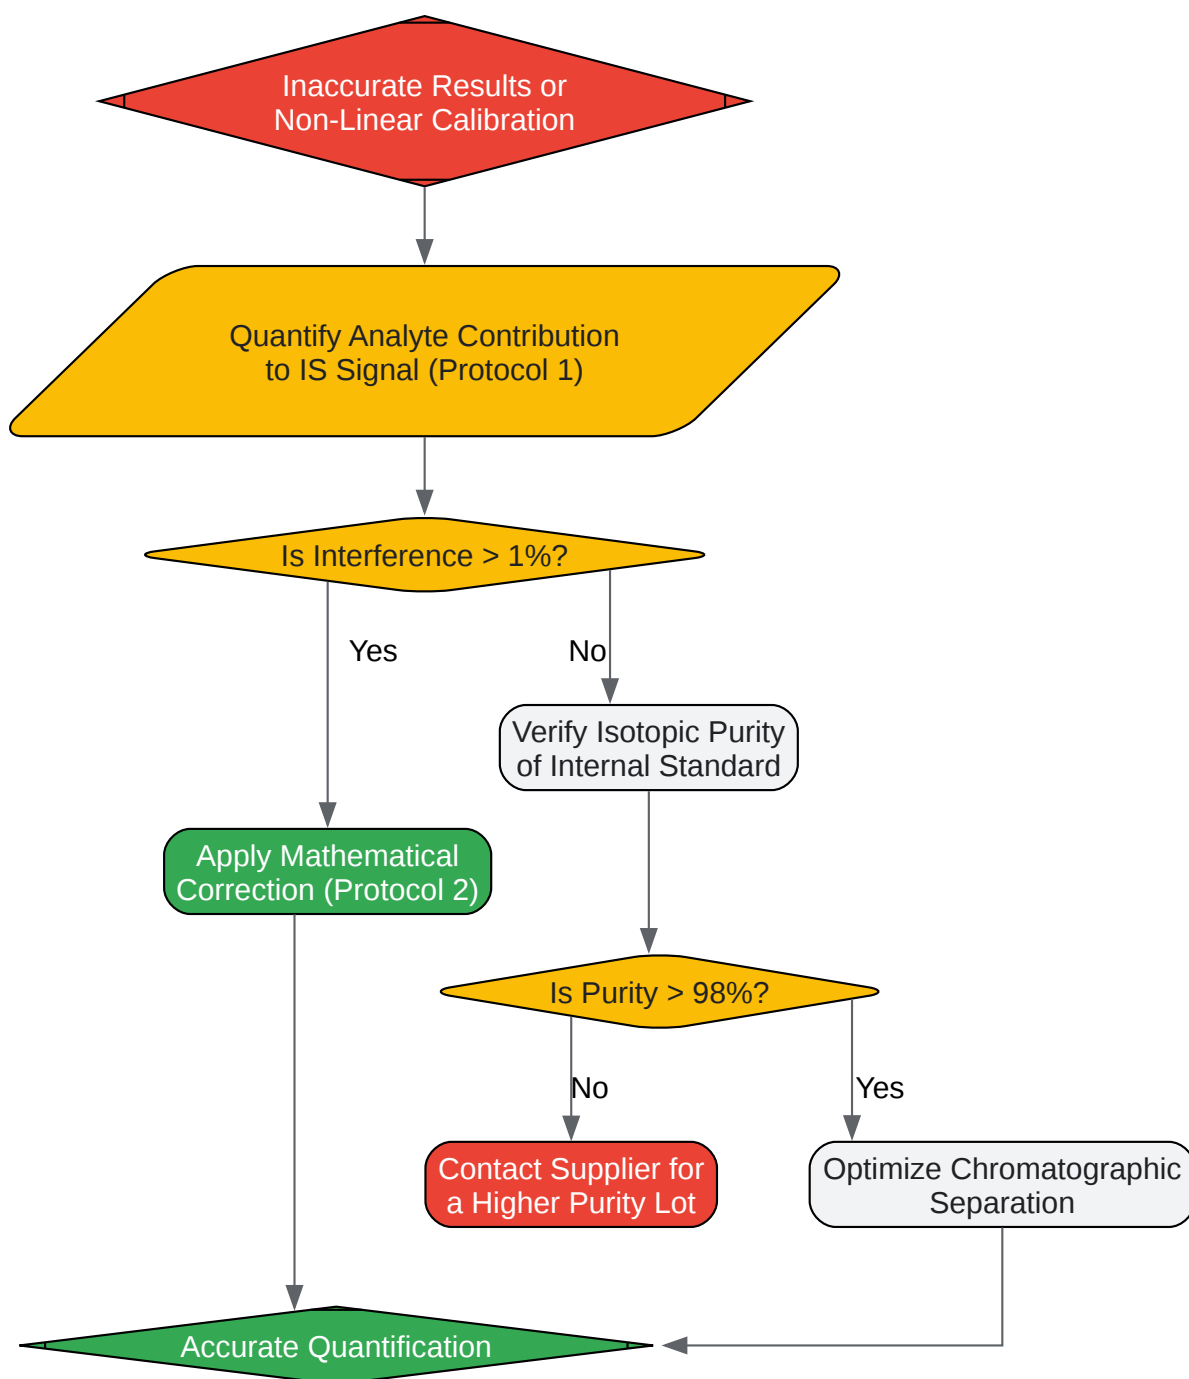 Inaccurate Results or
Non-Linear Calibration
Quantify Analyte Contribution
to IS Signal (Protocol 1)
Is Interference > 1%?
Yes
No
Verify Isotopic Purity
of Internal Standard
Apply Mathematical
Correction (Protocol 2)
Is Purity > 98%?
No
Yes
Contact Supplier for
a Higher Purity Lot
Optimize Chromatographic
Separation
Accurate Quantification